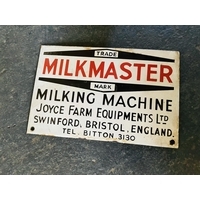 TRADE
MILKMASTER
MARK
MILKING MACHINE
JOYCE FARM EQUIPMENTS LTD
SWINFORD, BRISTOL, ENGLAND.
TEL. BITTON 3130